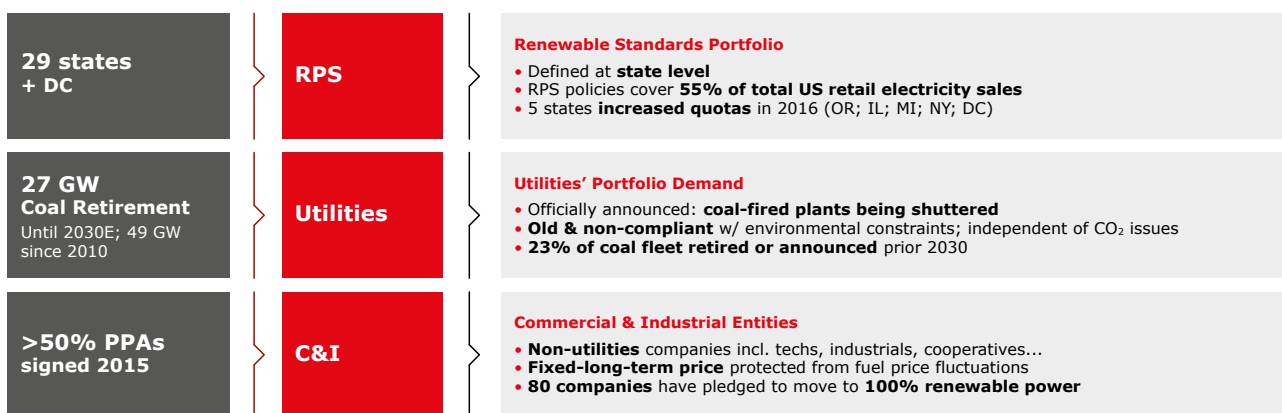 29 states
+ DC
RPS
Renewable Standards Portfolio
• Defined at state level
• RPS policies cover 55% of total US retail electricity sales
• 5 states increased quotas in 2016 (OR; IL; MI; NY; DC)
27 GW
Coal Retirement
Until 2030E; 49 GW
since 2010
Utilities
Utilities’ Portfolio Demand
• Officially announced: coal-fired plants being shuttered
• Old & non-compliant w/ environmental constraints; independent of CO₂ issues
• 23% of coal fleet retired or announced prior 2030
>50% PPAs
signed 2015
C&I
Commercial & Industrial Entities
• Non-utilities companies incl. techs, industrials, cooperatives...
• Fixed-long-term price protected from fuel price fluctuations
• 80 companies have pledged to move to 100% renewable power